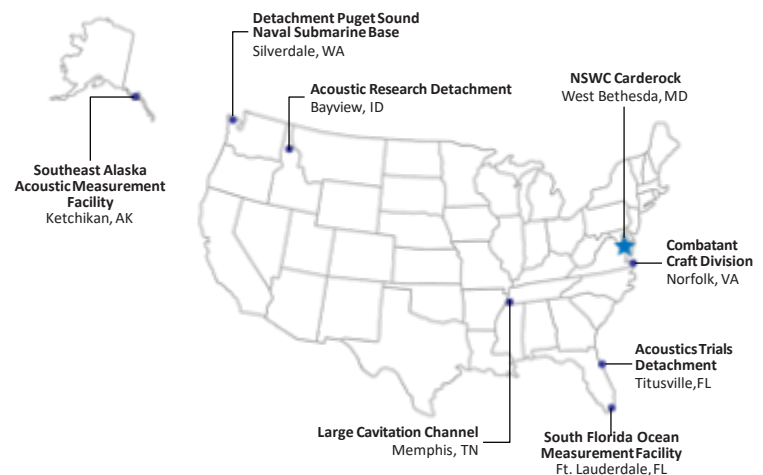 Detachment Puget Sound
Naval Submarine Base
Silverdale, WA
Acoustic Research Detachment
Bayview, ID
NSWC Carderock
West Bethesda, MD
Southeast Alaska
Acoustic Measurement
Facility
Ketchikan, AK
Combatant
Craft Division
Norfolk, VA
Acoustics Trials
Detachment
Titusville, FL
Large Cavitation Channel
Memphis, TN
South Florida Ocean
Measurement Facility
Ft. Lauderdale, FL